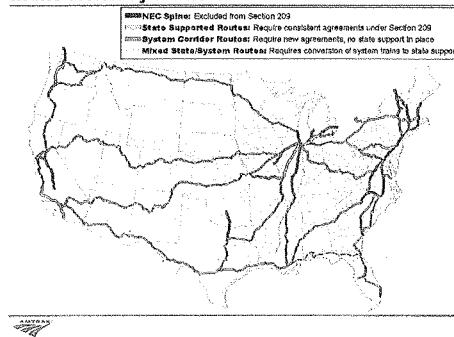 NEC Spine: Excluded from Section 209
State Supported Routes: Require consistent agreements under Section 209
System Corridor Routes: Require new agreements, no state support in place
Mixed State/System Routes: Requires conversion of system trains to state suppor
AMTRAK